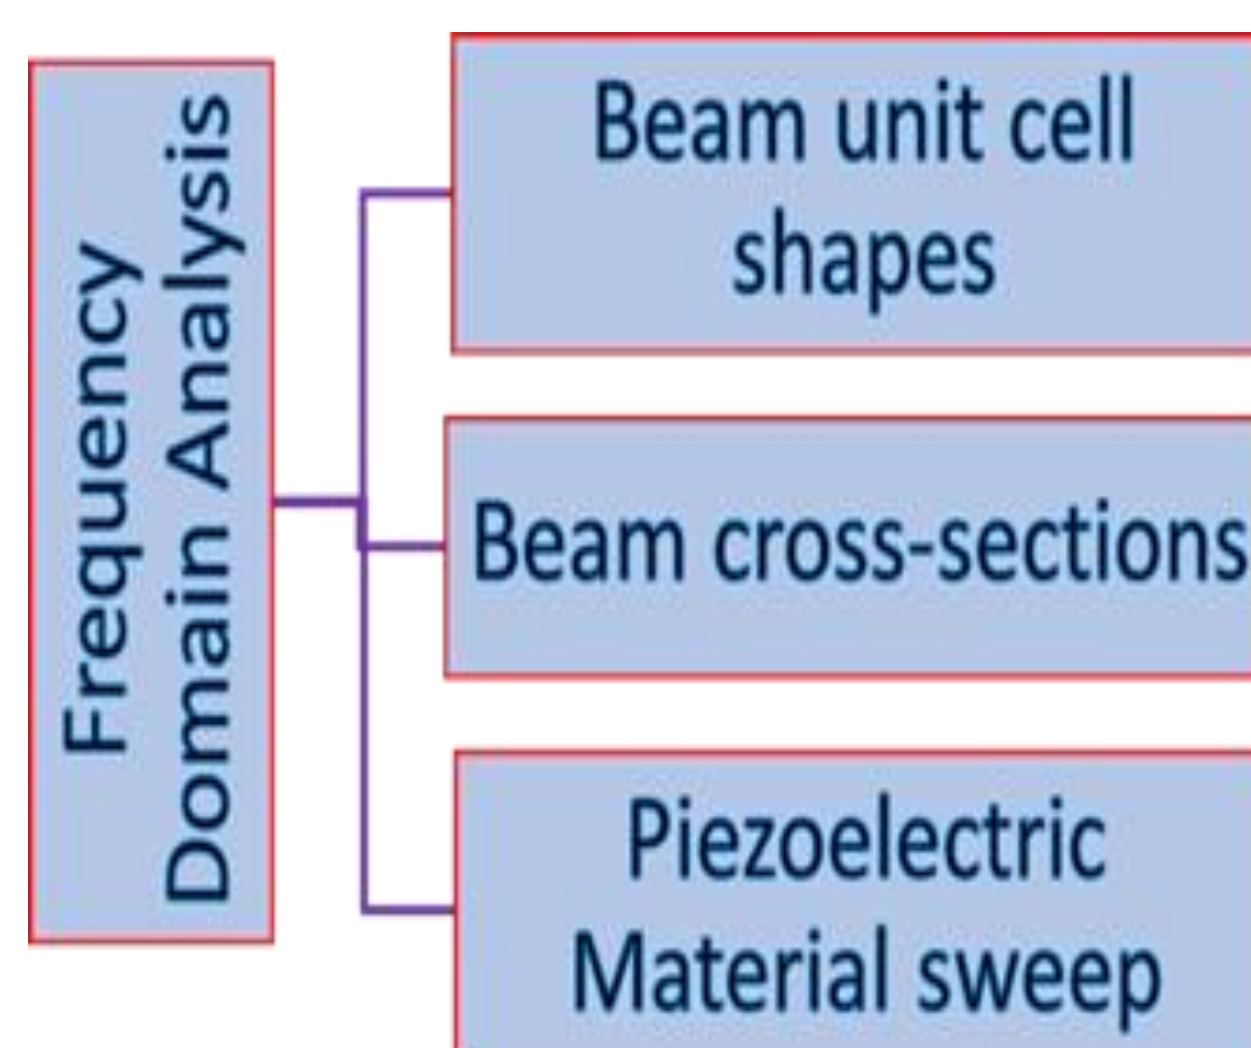 Frequency
Domain Analysis
Beam unit cell
shapes
Beam cross-sections
Piezoelectric
Material sweep